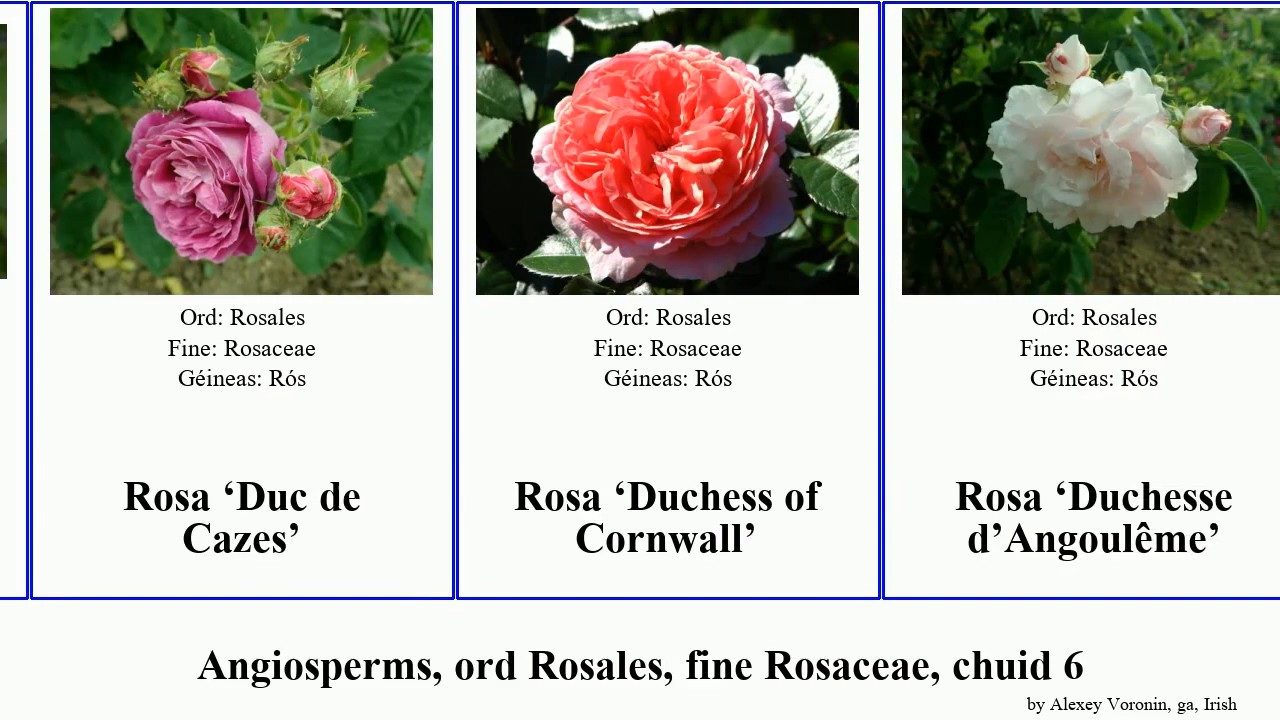 Ord: Rosales
Fine: Rosaceae
Géineas: Rós
Rosa ‘Duc de
Cazes’
Ord: Rosales
Fine: Rosaceae
Géineas: Rós
Rosa ‘Duchess of
Cornwall’
Ord: Rosales
Fine: Rosaceae
Géineas: Rós
Rosa ‘Duchesse
d’Angoulême’
Angiosperms, ord Rosales, fine Rosaceae, chuid 6
by Alexey Voronin, ga, Irish